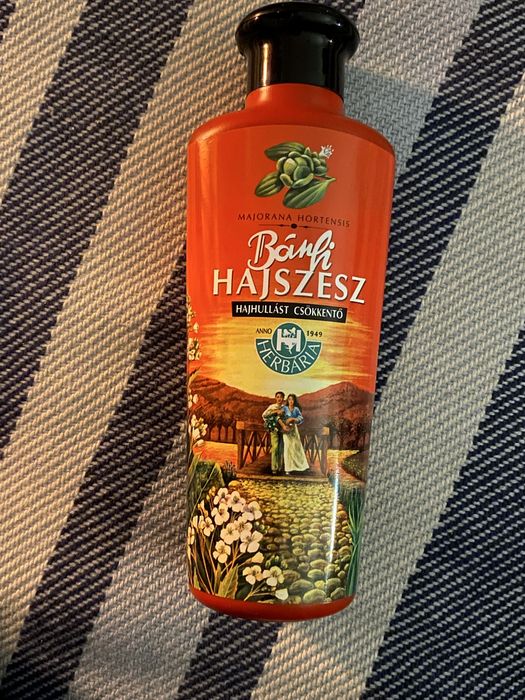 MAJORANA HORTENSIS
Bánfi
HAJSZESZ
HAJHULLÁST CSÖKKENTŐ
ANNO 1949
H
HERBÁRIA